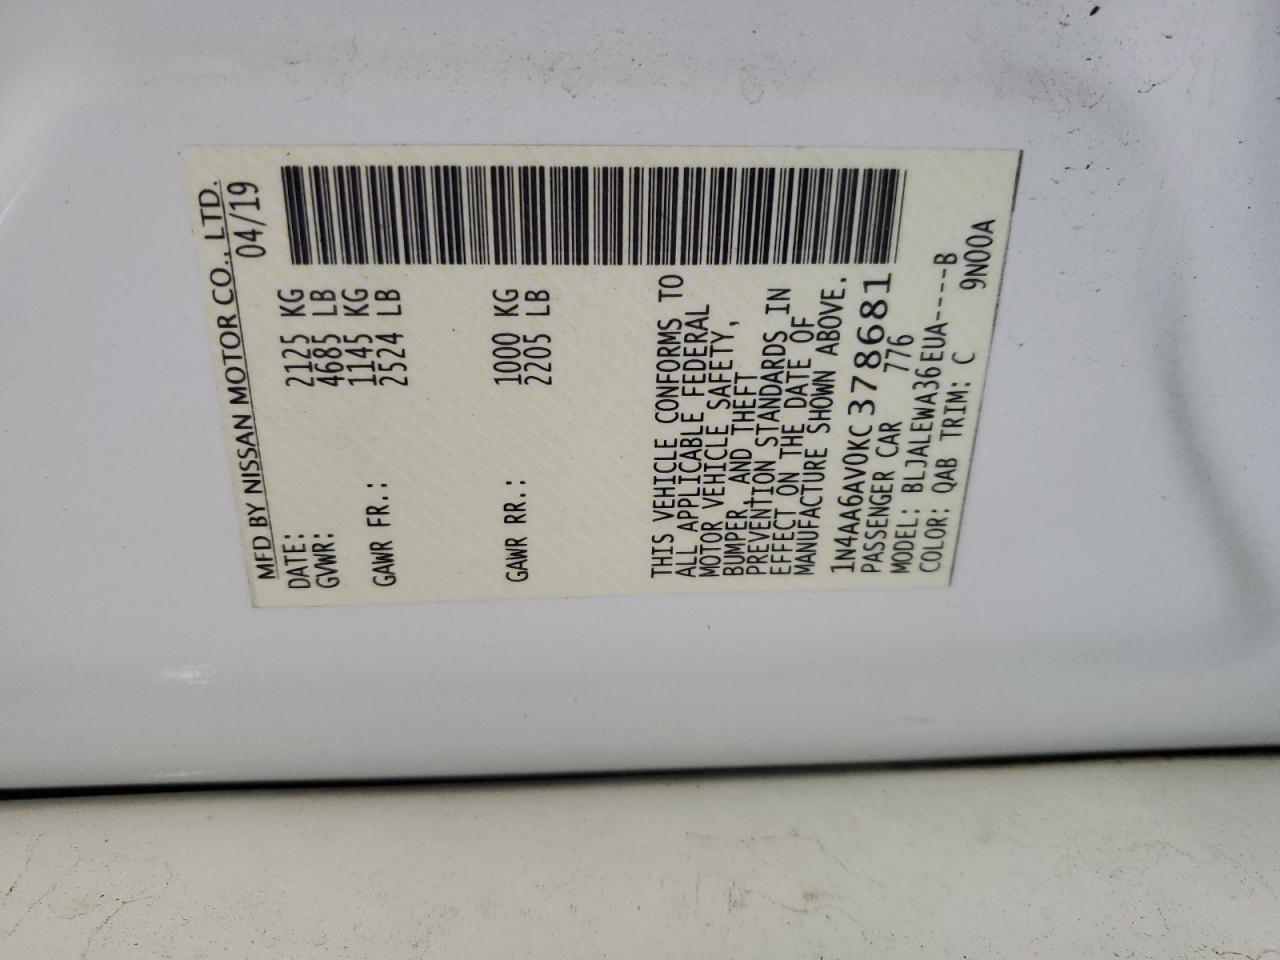 MFD BY NISSAN MOTOR CO., LTD.
DATE: 04/19
GVWR: 2125 KG
4685 LB
GAWR FR.: 1145 KG
2524 LB
GAWR RR.: 1000 KG
2205 LB
THIS VEHICLE CONFORMS TO
ALL APPLICABLE FEDERAL
MOTOR VEHICLE SAFETY,
BUMPER, AND THEFT
PREVENTION STANDARDS IN
EFFECT ON THE DATE OF
MANUFACTURE SHOWN ABOVE.
1N4AA6AV0KC378681
PASSENGER CAR 776
MODEL: BLJALEWA36EUA----B
COLOR: QAB TRIM: C 9N00A